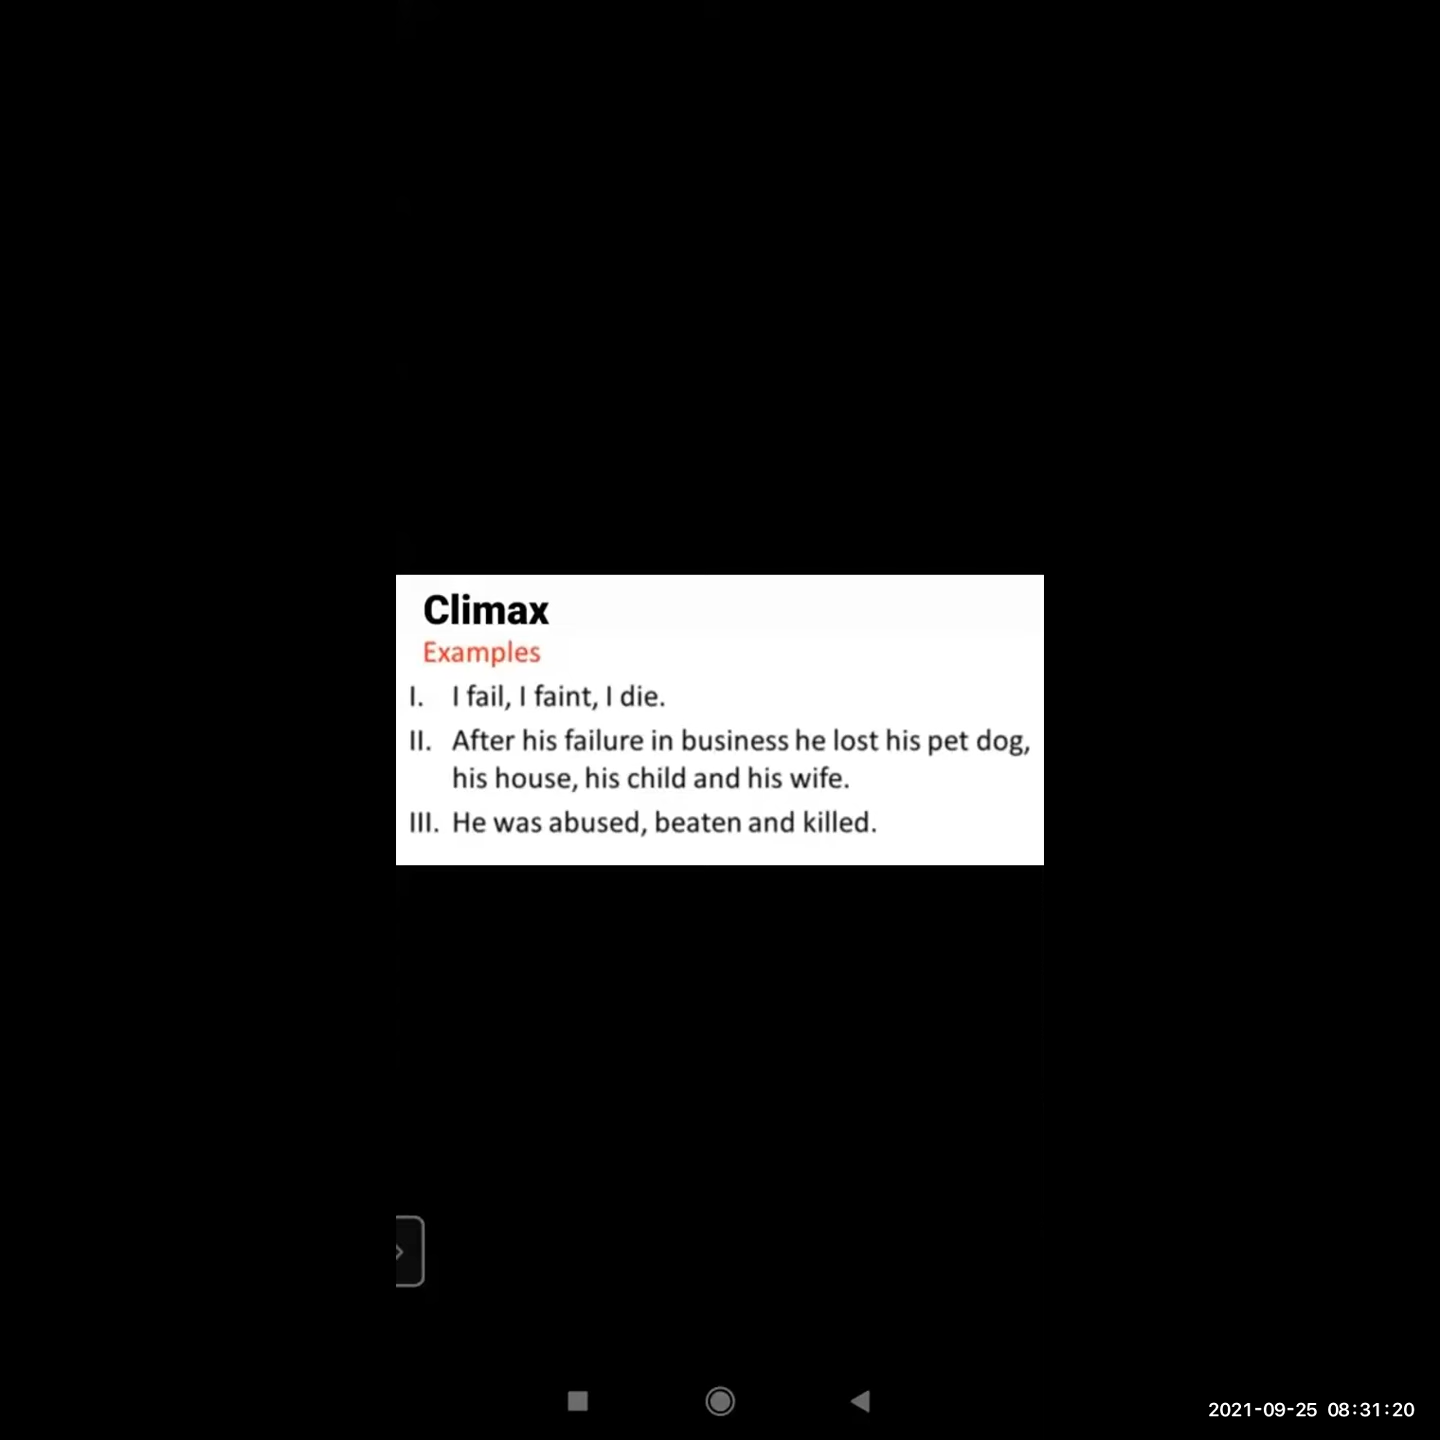 Climax
Examples
I. I fail, I faint, I die.
II. After his failure in business he lost his pet dog,
his house, his child and his wife.
III. He was abused, beaten and killed.
2021-09-25 08:31:20